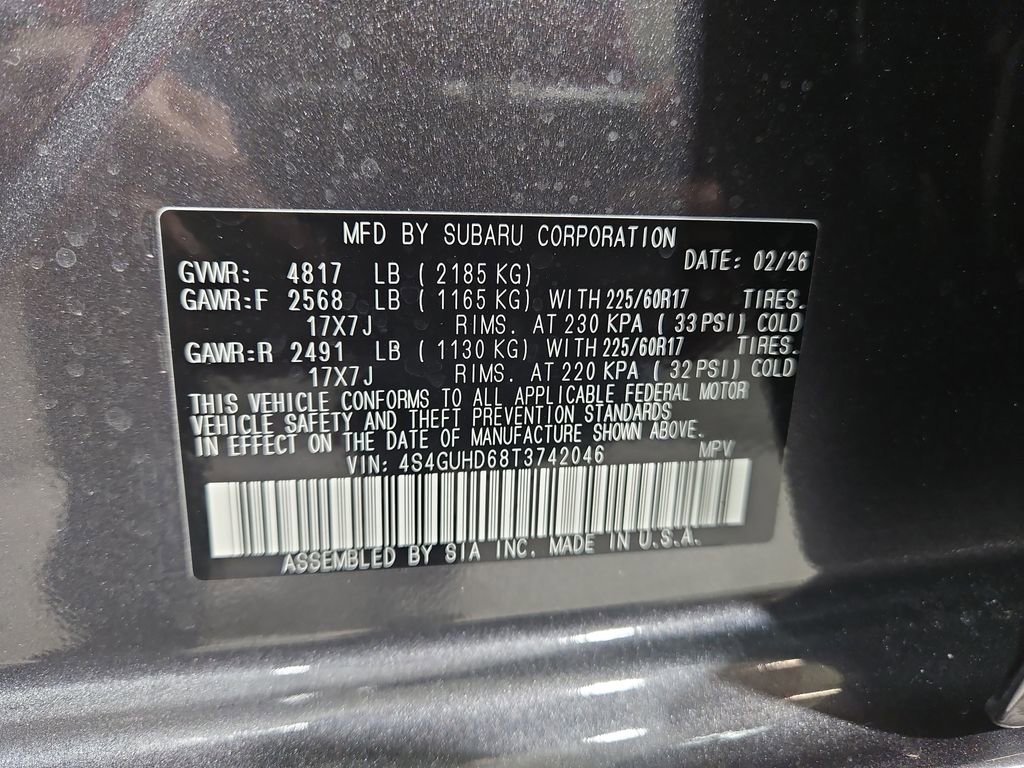 MFD BY SUBARU CORPORATION
DATE: 02/26
GVWR: 4817 LB ( 2185 KG)
GAWR:F 2568 LB ( 1165 KG) WITH 225/60R17 TIRES.
17X7J RIMS. AT 230 KPA ( 33 PSI) COLD
GAWR:R 2491 LB ( 1130 KG) WITH 225/60R17 TIRES.
17X7J RIMS. AT 220 KPA ( 32 PSI) COLD
THIS VEHICLE CONFORMS TO ALL APPLICABLE FEDERAL MOTOR
VEHICLE SAFETY AND THEFT PREVENTION STANDARDS
IN EFFECT ON THE DATE OF MANUFACTURE SHOWN ABOVE.
VIN: 4S4GUHD68T3742046 MPV
ASSEMBLED BY SIA INC. MADE IN U.S.A.